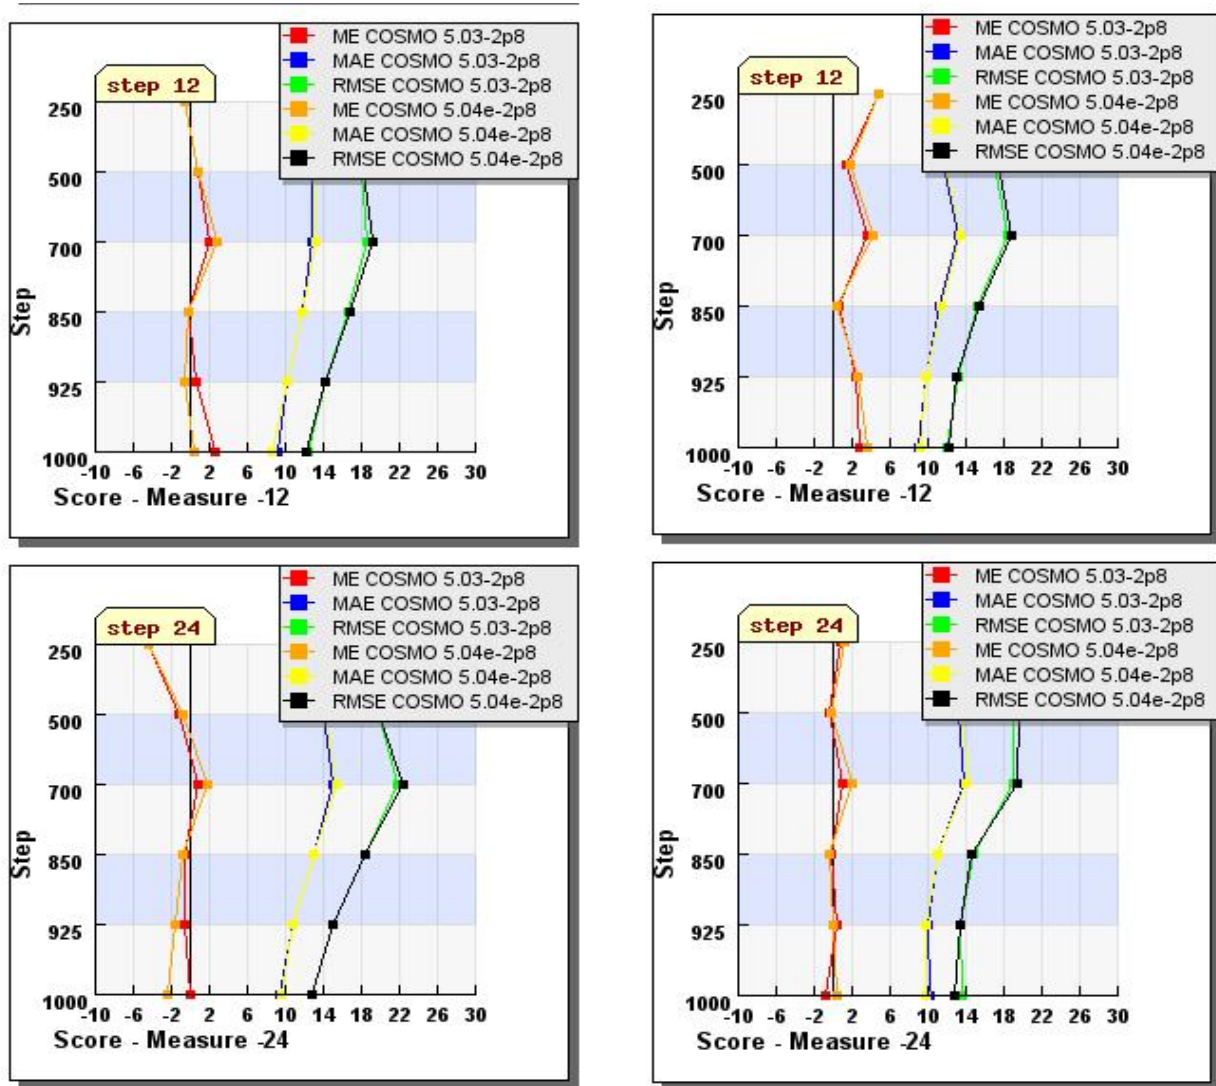 ME COSMO 5.03-2p8
MAE COSMO 5.03-2p8
RMSE COSMO 5.03-2p8
ME COSMO 5.04e-2p8
MAE COSMO 5.04e-2p8
RMSE COSMO 5.04e-2p8
step 12
250
500
700
850
925
1000
Step
-10 -6 -2 2 6 10 14 18 22 26 30
Score - Measure -12
ME COSMO 5.03-2p8
MAE COSMO 5.03-2p8
RMSE COSMO 5.03-2p8
ME COSMO 5.04e-2p8
MAE COSMO 5.04e-2p8
RMSE COSMO 5.04e-2p8
step 12
250
500
700
850
925
1000
Step
-10 -6 -2 2 6 10 14 18 22 26 30
Score - Measure -12
ME COSMO 5.03-2p8
MAE COSMO 5.03-2p8
RMSE COSMO 5.03-2p8
ME COSMO 5.04e-2p8
MAE COSMO 5.04e-2p8
RMSE COSMO 5.04e-2p8
step 24
250
500
700
850
925
1000
Step
-10 -6 -2 2 6 10 14 18 22 26 30
Score - Measure -24
ME COSMO 5.03-2p8
MAE COSMO 5.03-2p8
RMSE COSMO 5.03-2p8
ME COSMO 5.04e-2p8
MAE COSMO 5.04e-2p8
RMSE COSMO 5.04e-2p8
step 24
250
500
700
850
925
1000
Step
-10 -6 -2 2 6 10 14 18 22 26 30
Score - Measure -24